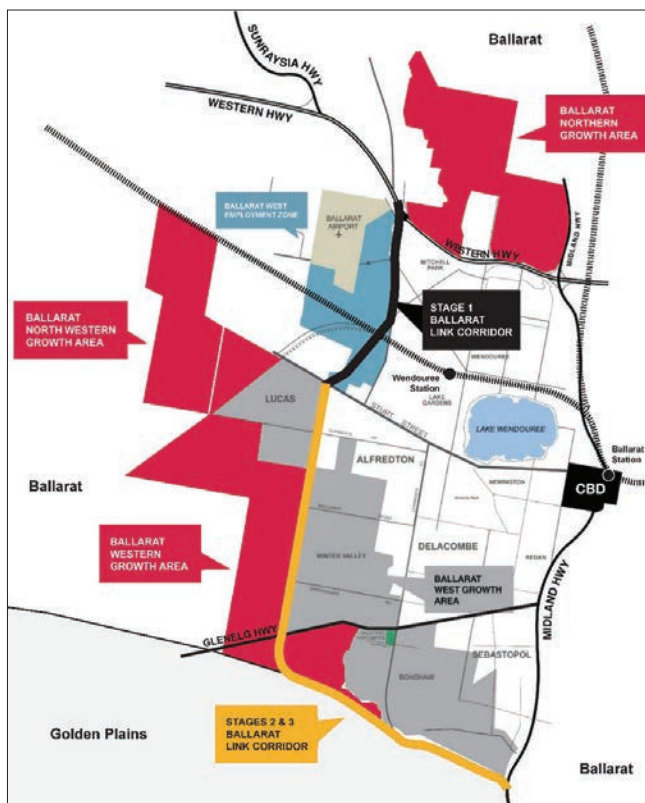 Ballarat
SUNRAYSIA HWY
WESTERN HWY
BALLARAT
NORTHERN
GROWTH AREA
BALLARAT WEST
EMPLOYMENT ZONE
BALLARAT
AIRPORT
MIDLAND HWY
WESTERN HWY
MITCHELL
PARK
STAGE 1
BALLARAT
LINK CORRIDOR
BALLARAT
NORTH WESTERN
GROWTH AREA
WENDOUREE
Wendouree
Station
LAKE
GARDENS
LUCAS
STURT STREET
LAKE WENDOUREE
Ballarat
Station
ALFREDTON
CBD
NEWINGTON
Ballarat
DELACOMBE
REDAN
BALLARAT
WESTERN
GROWTH AREA
WINTER VALLEY
BALLARAT
WEST GROWTH
AREA
MIDLAND HWY
GLENELG HWY
SEBASTOPOL
BONSHAW
STAGES 2 & 3
BALLARAT
LINK CORRIDOR
Golden Plains
Ballarat